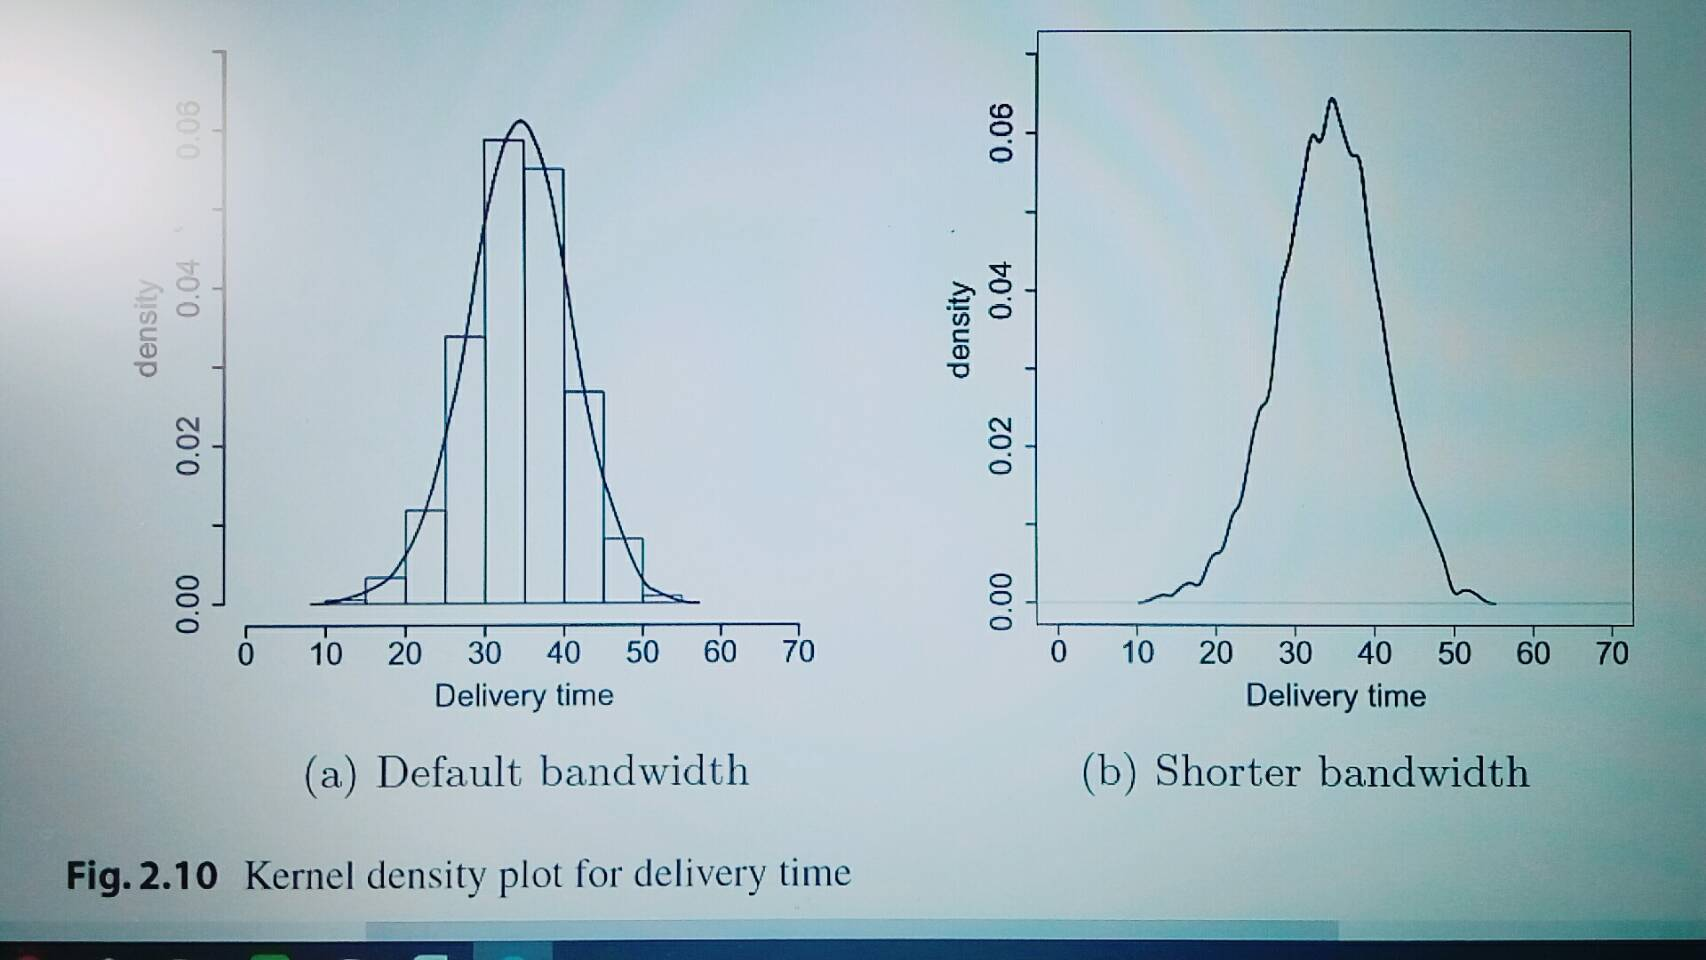 density
0.00 0.02 0.04 0.06
0 10 20 30 40 50 60 70
Delivery time
(a) Default bandwidth
density
0.00 0.02 0.04 0.06
0 10 20 30 40 50 60 70
Delivery time
(b) Shorter bandwidth
Fig. 2.10 Kernel density plot for delivery time